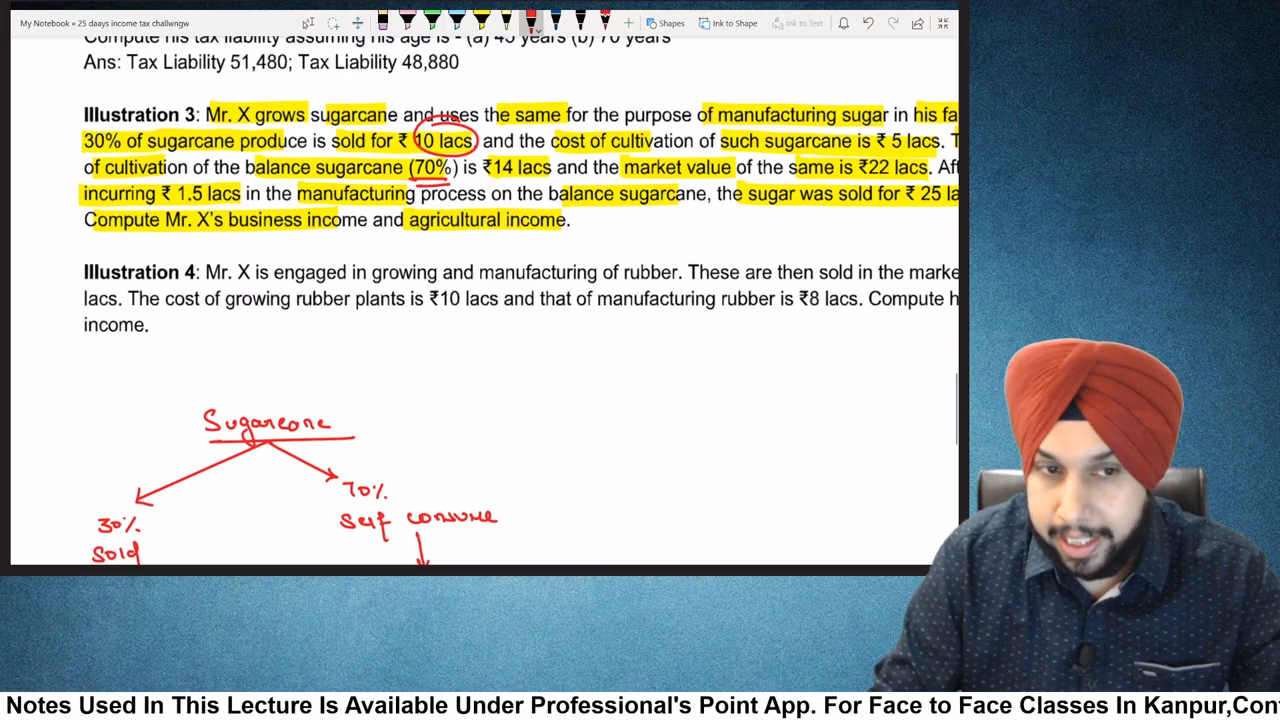 My Notebook » 25 daays income tax challwngw
Shapes
Ink to Shape
Ink to Text
Compute his tax liability assuming his age is - (a) 45 years (b) 70 years
Ans: Tax Liability 51,480; Tax Liability 48,880
Illustration 3: Mr. X grows sugarcane and uses the same for the purpose of manufacturing sugar in his fa
30% of sugarcane produce is sold for ₹ 10 lacs, and the cost of cultivation of such sugarcane is ₹ 5 lacs. T
of cultivation of the balance sugarcane (70%) is ₹14 lacs and the market value of the same is ₹22 lacs. Aft
incurring ₹ 1.5 lacs in the manufacturing process on the balance sugarcane, the sugar was sold for ₹ 25 la
Compute Mr. X's business income and agricultural income.
Illustration 4: Mr. X is engaged in growing and manufacturing of rubber. These are then sold in the marke
lacs. The cost of growing rubber plants is ₹10 lacs and that of manufacturing rubber is ₹8 lacs. Compute h
income.
Sugarcane
70%
Self consume
30%
Sold
Notes Used In This Lecture Is Available Under Professional's Point App. For Face to Face Classes In Kanpur,Con